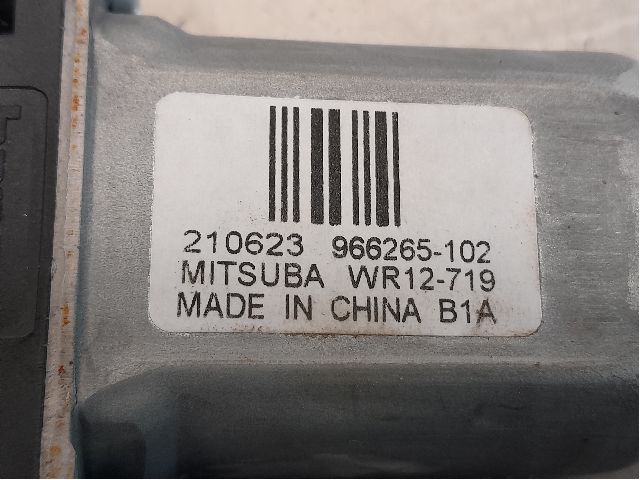 210623 966265-102
MITSUBA WR12-719
MADE IN CHINA B1A